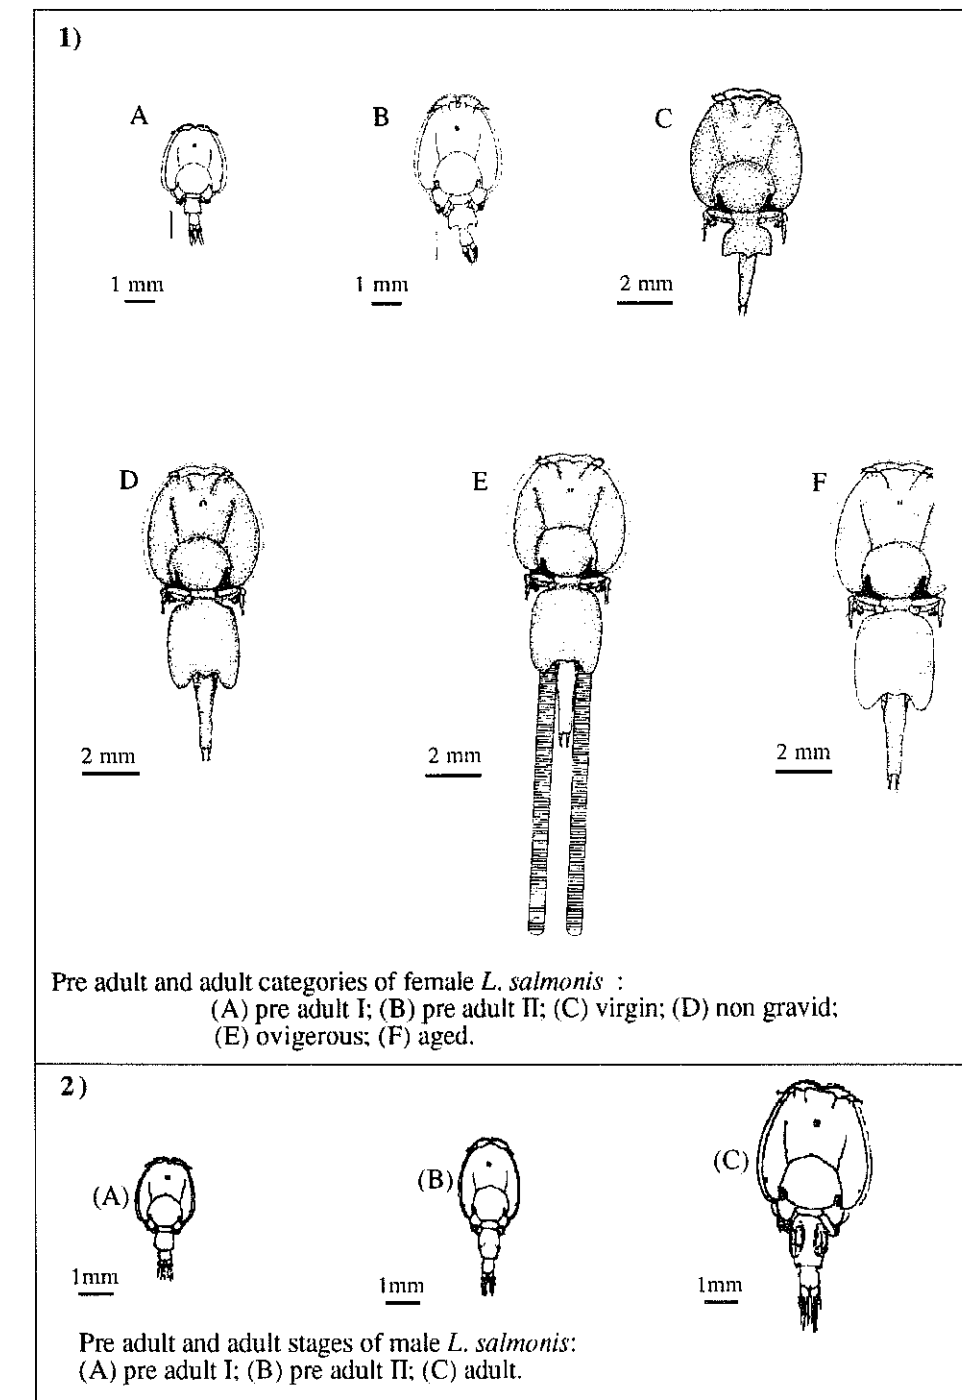 1)
A
B
C
1 mm
1 mm
2 mm
D
E
F
2 mm
2 mm
2 mm
Pre adult and adult categories of female L. salmonis :
(A) pre adult I; (B) pre adult II; (C) virgin; (D) non gravid;
(E) ovigerous; (F) aged.
2)
(A)
(B)
(C)
1mm
1mm
1mm
Pre adult and adult stages of male L. salmonis:
(A) pre adult I; (B) pre adult II; (C) adult.